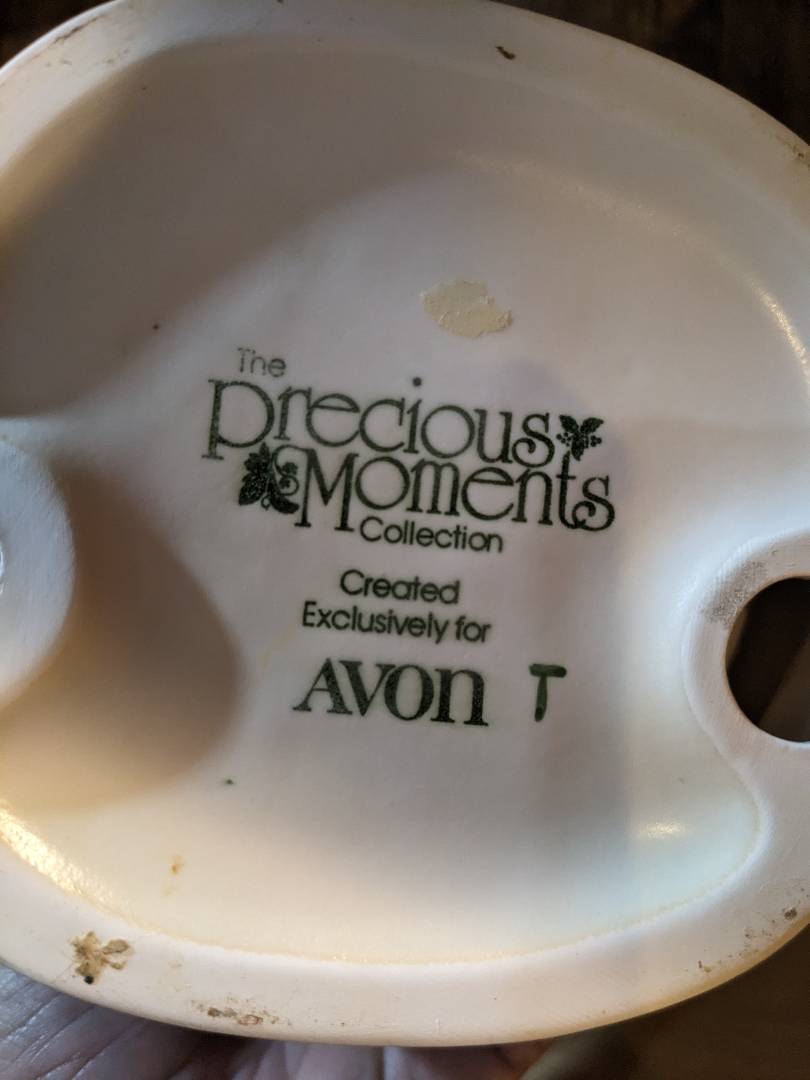 The
Precious
Moments
Collection
Created
Exclusively for
AVON T